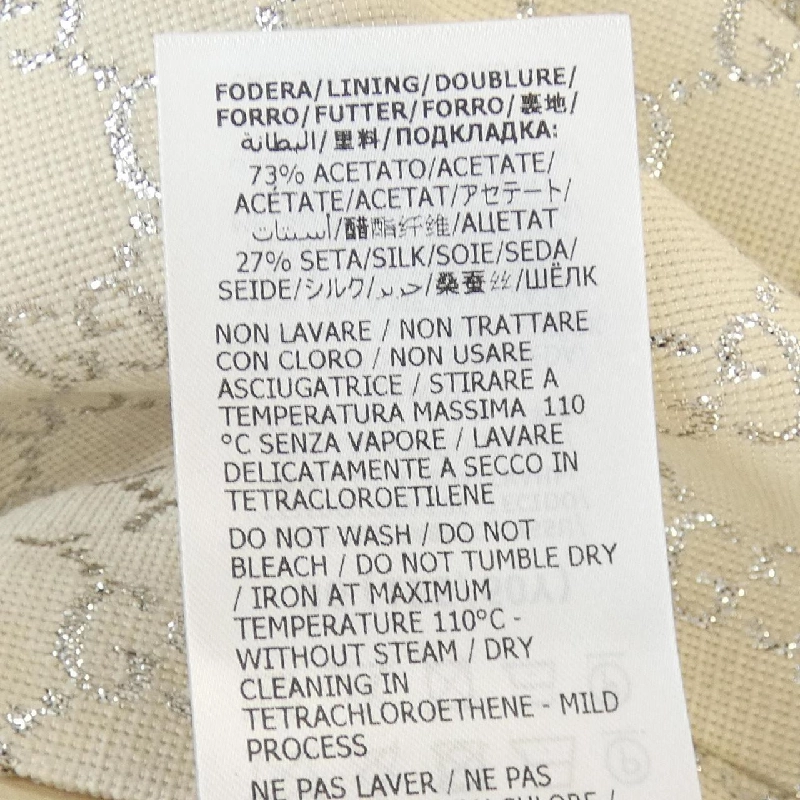 FODERA/LINING/DOUBLURE/
FORRO/FUTTER/FORRO/裏地/
البطانة/里料/ПОДКЛАДКА:
73% ACETATO/ACETATE/
ACÉTATE/ACETAT/アセテート/
أسيتات/醋酯纤维/АЦЕТАТ
27% SETA/SILK/SOIE/SEDA/
SEIDE/シルク/حرير/桑蚕丝/ШЁЛК
NON LAVARE / NON TRATTARE
CON CLORO / NON USARE
ASCIUGATRICE / STIRARE A
TEMPERATURA MASSIMA 110
°C SENZA VAPORE / LAVARE
DELICATAMENTE A SECCO IN
TETRACLOROETILENE
DO NOT WASH / DO NOT
BLEACH / DO NOT TUMBLE DRY
/ IRON AT MAXIMUM
TEMPERATURE 110°C -
WITHOUT STEAM / DRY
CLEANING IN
TETRACHLOROETHENE - MILD
PROCESS
NE PAS LAVER / NE PAS
CHLORE /